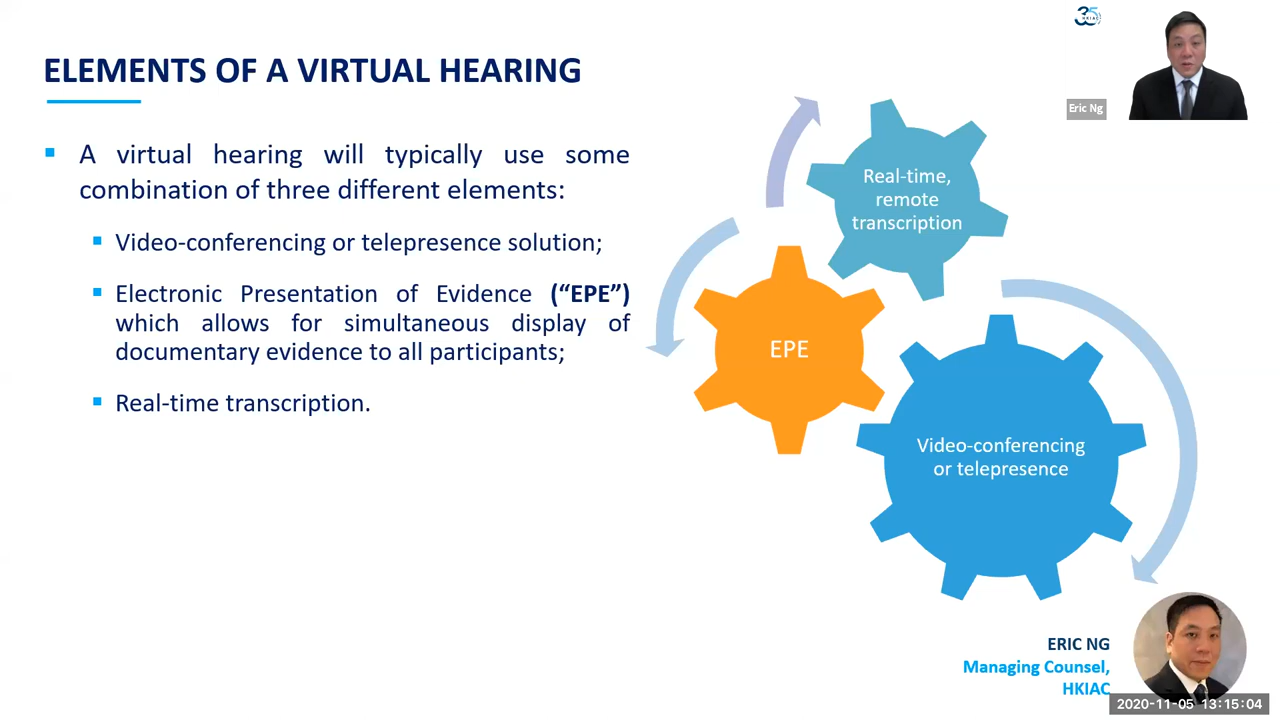 35
HKIAC
Eric Ng
ELEMENTS OF A VIRTUAL HEARING
▪ A virtual hearing will typically use some
combination of three different elements:
▪ Video-conferencing or telepresence solution;
▪ Electronic Presentation of Evidence (“EPE”)
which allows for simultaneous display of
documentary evidence to all participants;
▪ Real-time transcription.
Real-time,
remote
transcription
EPE
Video-conferencing
or telepresence
ERIC NG
Managing Counsel,
HKIAC
2020-11-05 13:15:04